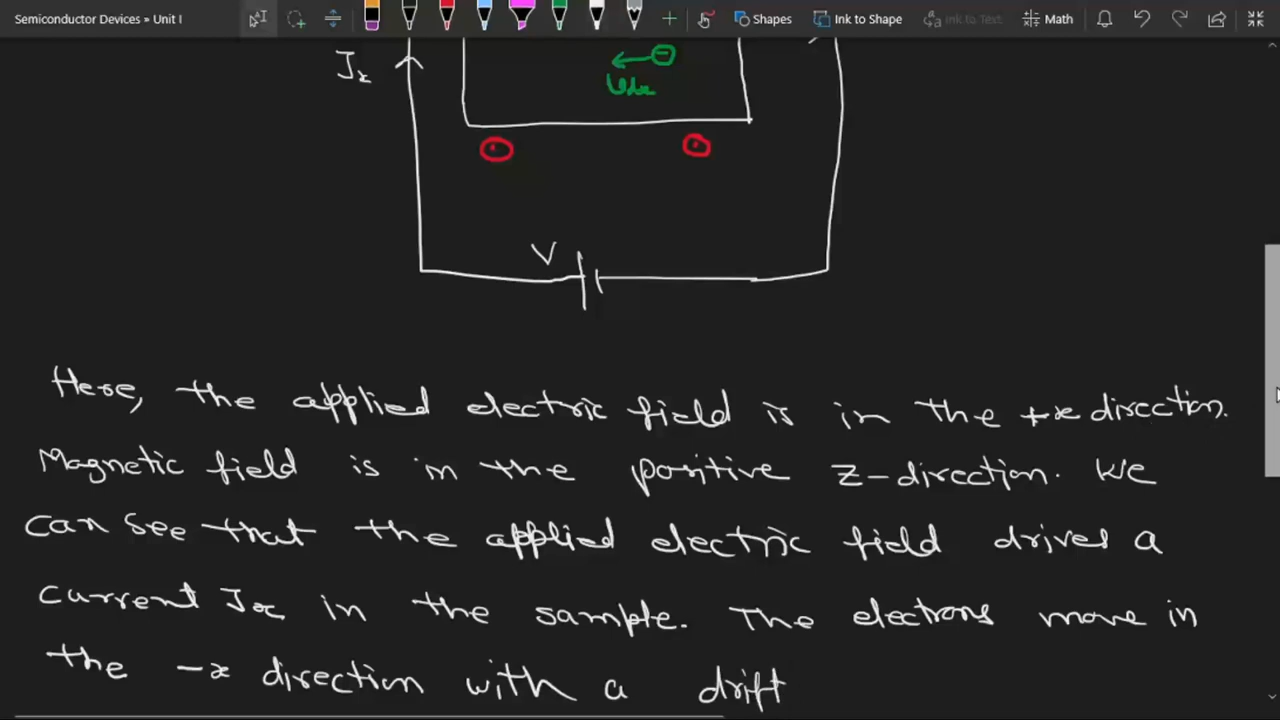 Semiconductor Devices » Unit I
Shapes
Ink to Shape
Ink to Text
Math
Jx
vdx
V
Here, the applied electric field is in the +x direction.
Magnetic field is in the positive z-direction. We
can see that the applied electric field drives a
current Jx in the sample. The electrons move in
the -x direction with a drift